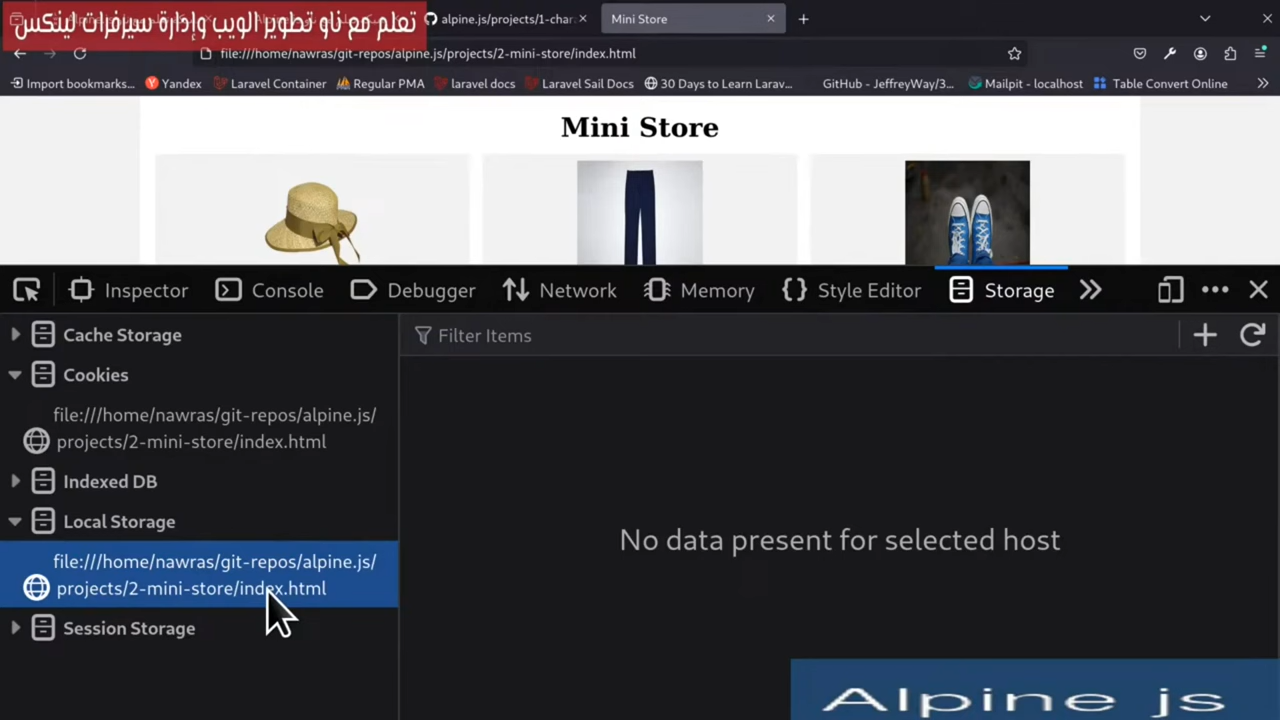 تعلم مع ناو تطوير الويب وإدارة سيرفرات لينكس
alpine.js/projects/1-char
Mini Store
file:///home/nawras/git-repos/alpine.js/projects/2-mini-store/index.html
Import bookmarks...
Yandex
Laravel Container
Regular PMA
laravel docs
Laravel Sail Docs
30 Days to Learn Larav...
GitHub - JeffreyWay/3...
Mailpit - localhost
Table Convert Online
Mini Store
Inspector
Console
Debugger
Network
Memory
Style Editor
Storage
Cache Storage
Filter Items
Cookies
file:///home/nawras/git-repos/alpine.js/
projects/2-mini-store/index.html
Indexed DB
Local Storage
file:///home/nawras/git-repos/alpine.js/
projects/2-mini-store/index.html
No data present for selected host
Session Storage
Alpine js